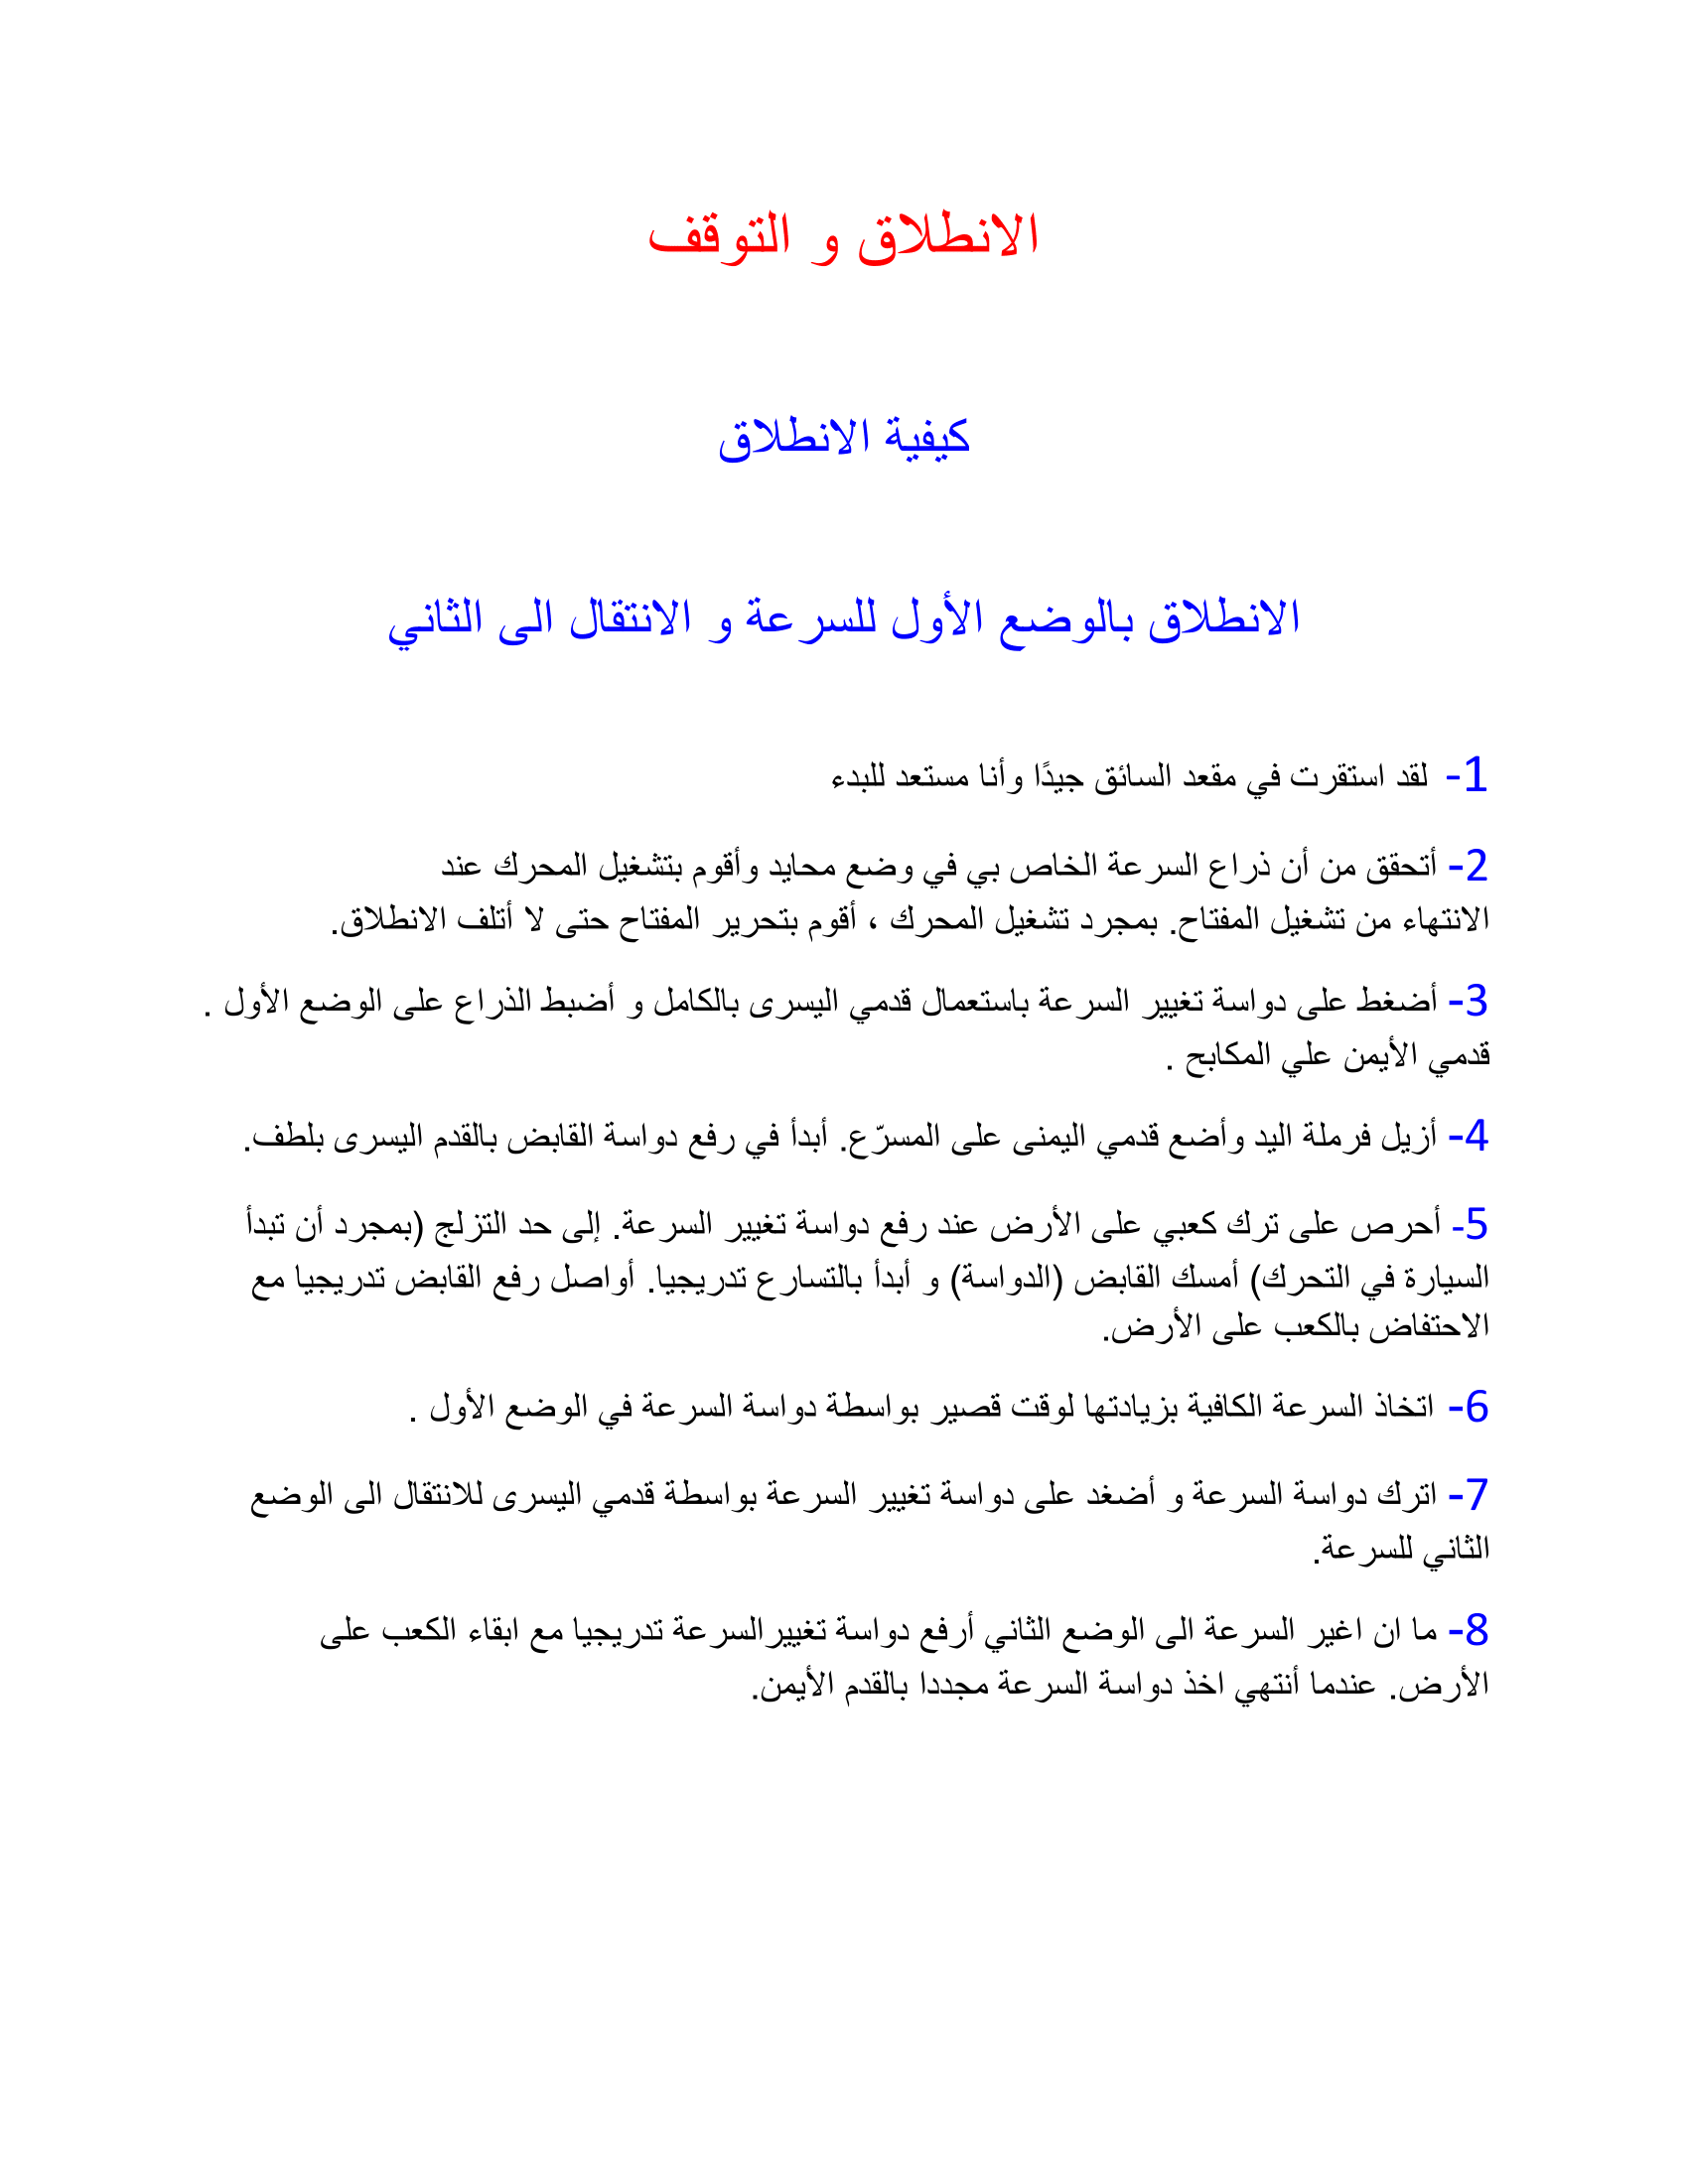 الانطلاق و التوقف
كيفية الانطلاق
الانطلاق بالوضع الأول للسرعة و الانتقال الى الثاني
1- لقد استقرت في مقعد السائق جيدًا وأنا مستعد للبدء
2- أتحقق من أن ذراع السرعة الخاص بي في وضع محايد وأقوم بتشغيل المحرك عند
الانتهاء من تشغيل المفتاح. بمجرد تشغيل المحرك ، أقوم بتحرير المفتاح حتى لا أتلف الانطلاق.
3- أضغط على دواسة تغيير السرعة باستعمال قدمي اليسرى بالكامل و أضبط الذراع على الوضع الأول .
قدمي الأيمن علي المكابح .
4- أزيل فرملة اليد وأضع قدمي اليمنى على المسرّع. أبدأ في رفع دواسة القابض بالقدم اليسرى بلطف.
5- أحرص على ترك كعبي على الأرض عند رفع دواسة تغيير السرعة. إلى حد التزلج (بمجرد أن تبدأ
السيارة في التحرك) أمسك القابض (الدواسة) و أبدأ بالتسارع تدريجيا. أواصل رفع القابض تدريجيا مع
الاحتفاض بالكعب على الأرض.
6- اتخاذ السرعة الكافية بزيادتها لوقت قصير بواسطة دواسة السرعة في الوضع الأول .
7- اترك دواسة السرعة و أضغد على دواسة تغيير السرعة بواسطة قدمي اليسرى للانتقال الى الوضع
الثاني للسرعة.
8- ما ان اغير السرعة الى الوضع الثاني أرفع دواسة تغييرالسرعة تدريجيا مع ابقاء الكعب على
الأرض. عندما أنتهي اخذ دواسة السرعة مجددا بالقدم الأيمن.